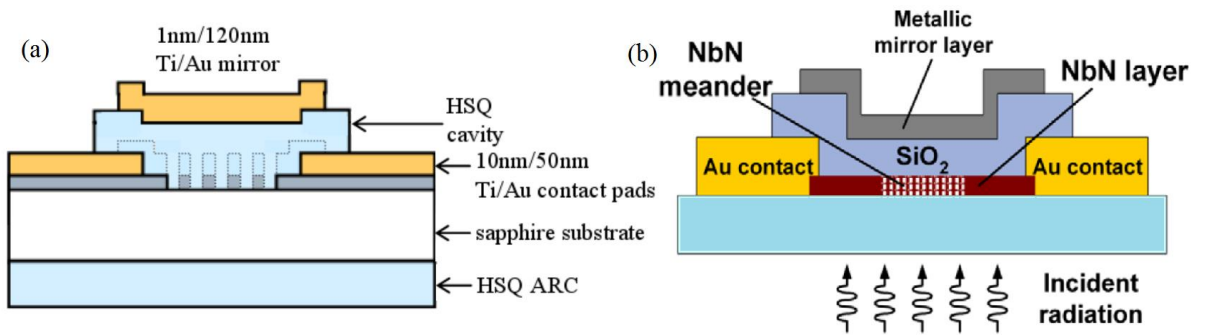 (a)
1nm/120nm
Ti/Au mirror
HSQ
cavity
10nm/50nm
Ti/Au contact pads
sapphire substrate
HSQ ARC
(b)
Metallic
mirror layer
NbN
meander
NbN layer
Au contact
SiO₂
Au contact
Incident
radiation